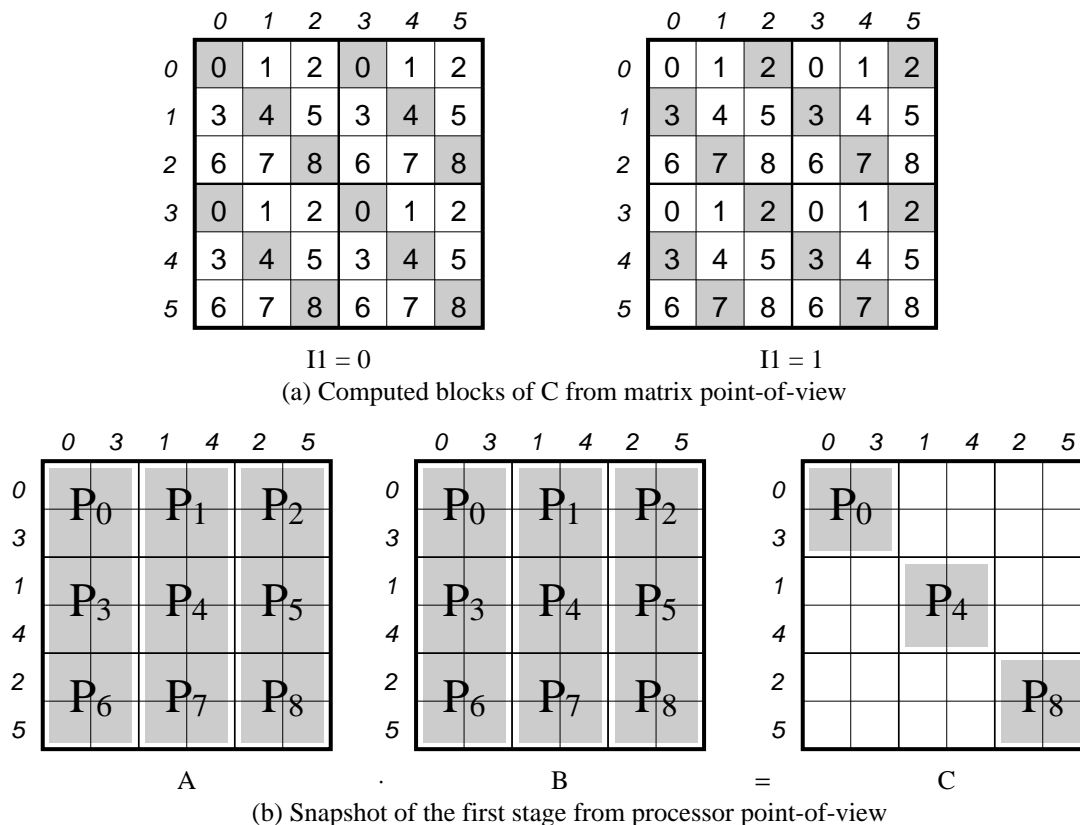 0 1 2 3 4 5 0 1 2 3 4 5
0 0 1 2 0 1 2 0 0 1 2 0 1 2
1 3 4 5 3 4 5 1 3 4 5 3 4 5
2 6 7 8 6 7 8 2 6 7 8 6 7 8
3 0 1 2 0 1 2 3 0 1 2 0 1 2
4 3 4 5 3 4 5 4 3 4 5 3 4 5
5 6 7 8 6 7 8 5 6 7 8 6 7 8
I1 = 0 I1 = 1
(a) Computed blocks of C from matrix point-of-view
0 3 1 4 2 5 0 3 1 4 2 5 0 3 1 4 2 5
0 P0 P1 P2 0 P0 P1 P2 0 P0
3 3 3
1 P3 P4 P5 1 P3 P4 P5 1 P4
4 4 4
2 P6 P7 P8 2 P6 P7 P8 2 P8
5 5 5
A · B = C
(b) Snapshot of the first stage from processor point-of-view